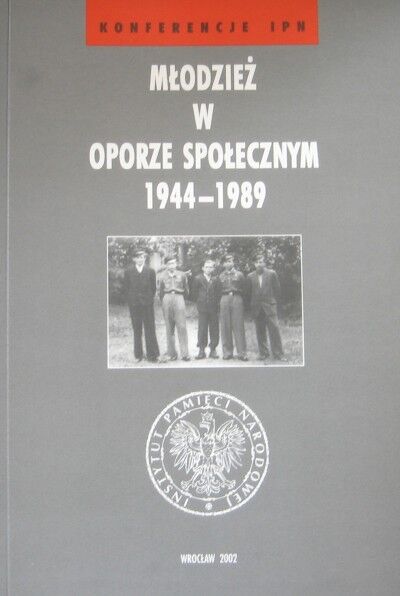 KONFERENCJE IPN
MŁODZIEŻ
W
OPORZE SPOŁECZNYM
1944–1989
INSTYTUT PAMIĘCI NARODOWEJ
WROCŁAW 2002